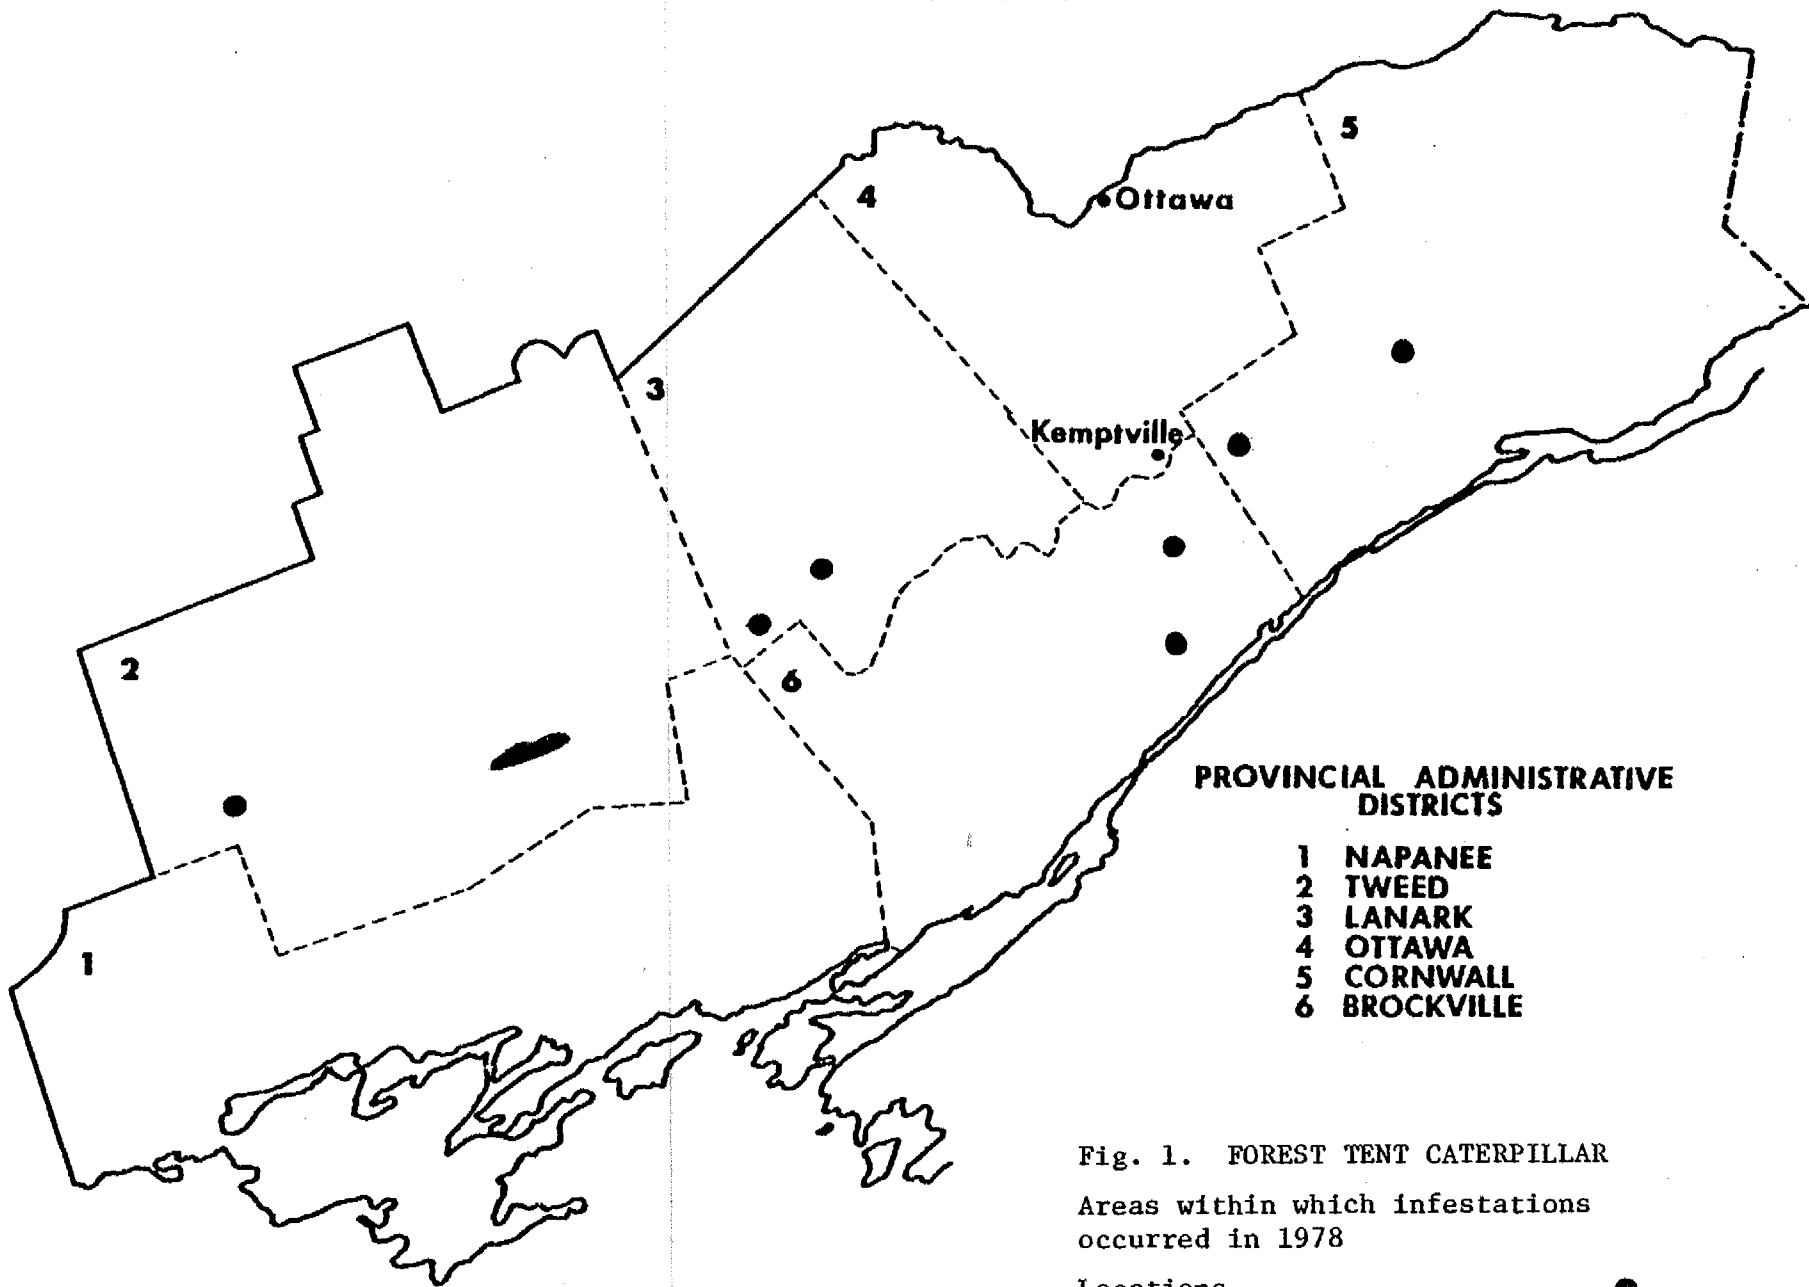 5
4
Ottawa
3
Kemptville
2
6
1
PROVINCIAL ADMINISTRATIVE
DISTRICTS
1 NAPANEE
2 TWEED
3 LANARK
4 OTTAWA
5 CORNWALL
6 BROCKVILLE
Fig. 1. FOREST TENT CATERPILLAR
Areas within which infestations
occurred in 1978
Locations